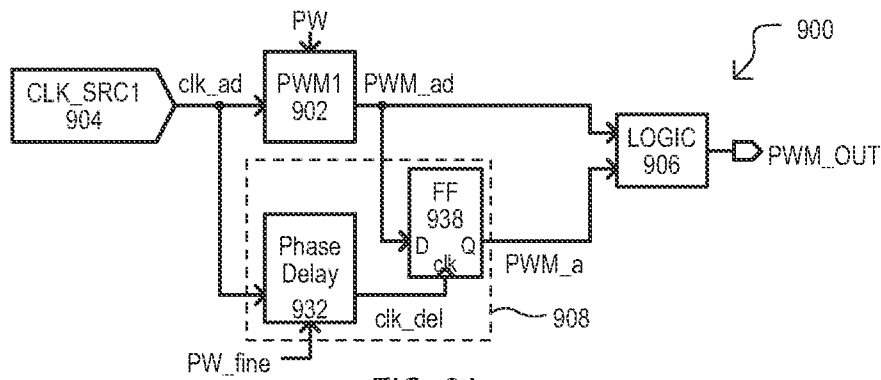 PW
900
CLK_SRC1
904
clk_ad
PWM1
902
PWM_ad
LOGIC
906
PWM_OUT
FF
938
D
Q
clk
PWM_a
Phase
Delay
932
clk_del
908
PW_fine